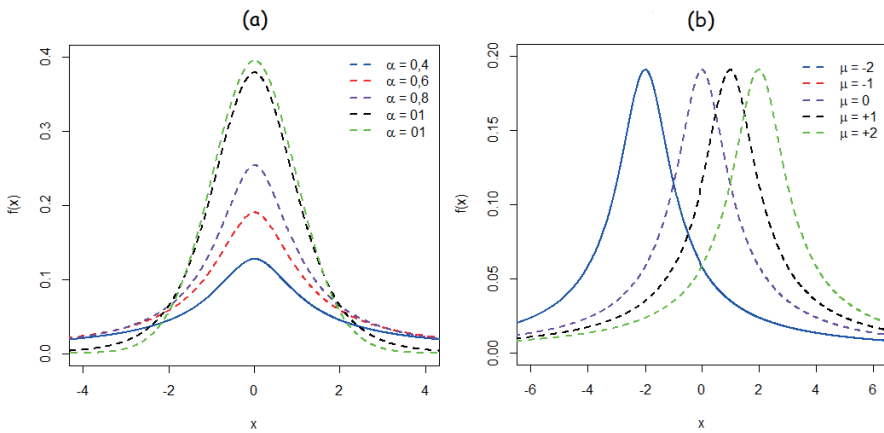 (a)
f(x)
0.4
0.3
0.2
0.1
0.0
α = 0,4
α = 0,6
α = 0,8
α = 01
α = 01
-4 -2 0 2 4
x
(b)
f(x)
0.20
0.15
0.10
0.05
0.00
μ = -2
μ = -1
μ = 0
μ = +1
μ = +2
-6 -4 -2 0 2 4 6
x